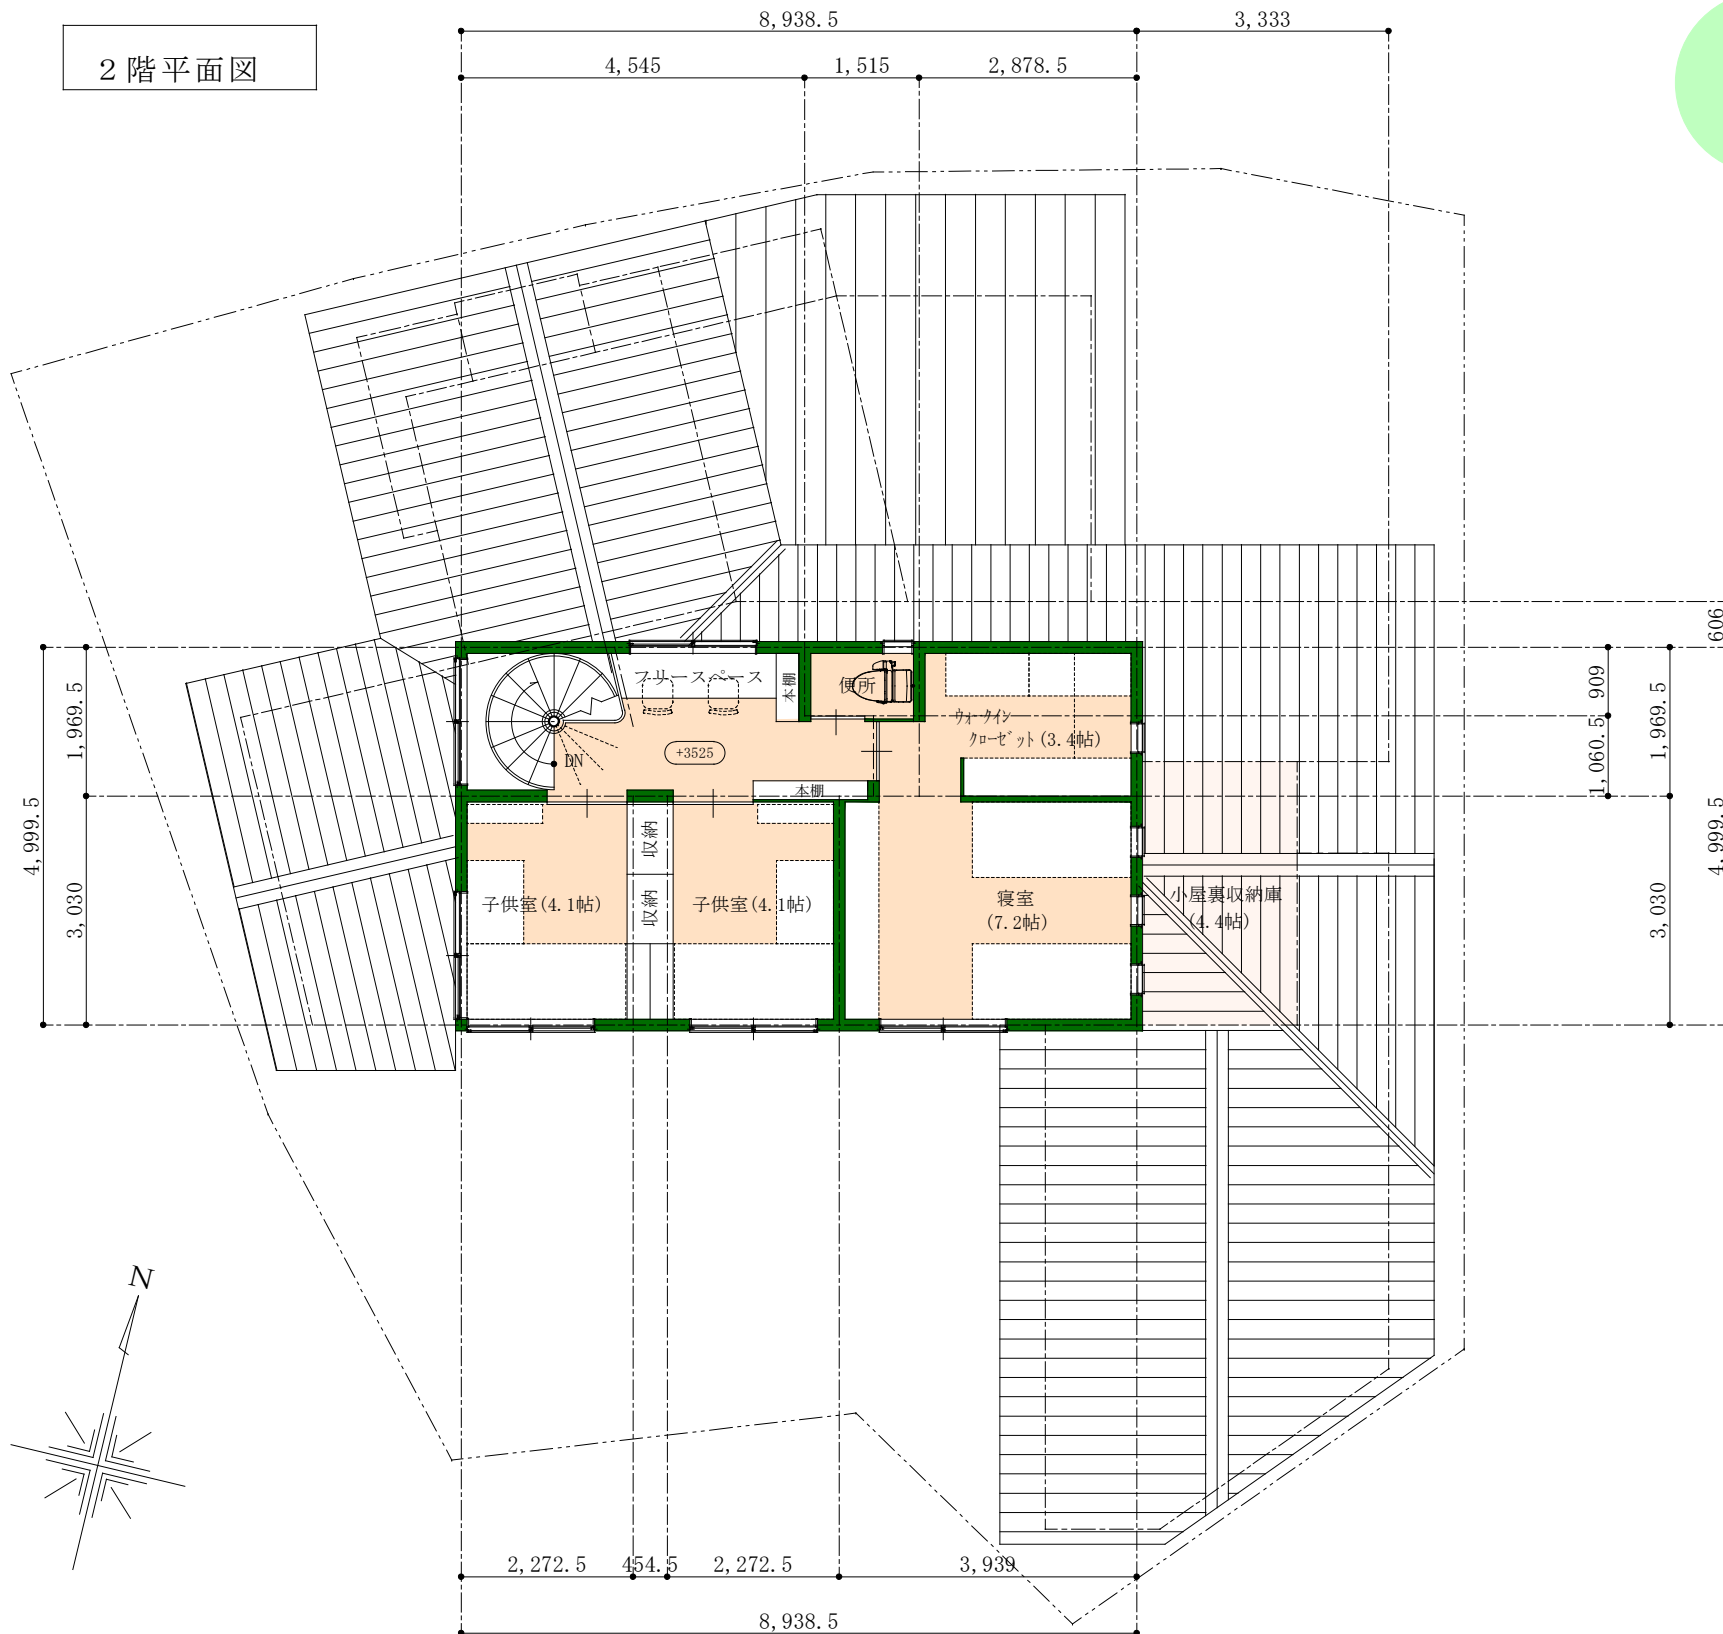 8,938.5
3,333
2階平面図
4,545
1,515
2,878.5
606
フリースペース
本棚
便所
909
1,969.5
1,969.5
ウォークイン
クローゼット(3.4帖)
+3525
DN
1,060.5
本棚
4,999.5
4,999.5
収納
収納
子供室(4.1帖)
子供室(4.1帖)
寝室
(7.2帖)
小屋裏収納庫
(4.4帖)
3,030
3,030
N
2,272.5
454.5
2,272.5
3,939
8,938.5